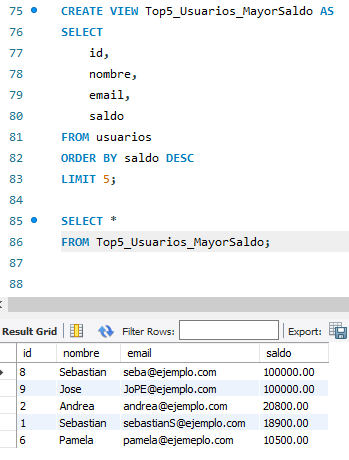 75 CREATE VIEW Top5_Usuarios_MayorSaldo AS
76 SELECT
77 id,
78 nombre,
79 email,
80 saldo
81 FROM usuarios
82 ORDER BY saldo DESC
83 LIMIT 5;
84
85 SELECT *
86 FROM Top5_Usuarios_MayorSaldo;
87
88
Result Grid Filter Rows: Export:
id nombre email saldo
8 Sebastian seba@ejemplo.com 100000.00
9 Jose JoPE@ejemplo.com 100000.00
2 Andrea andrea@ejemplo.com 20800.00
1 Sebastian sebastianS@ejemplo.com 18900.00
6 Pamela pamela@ejemeplo.com 10500.00